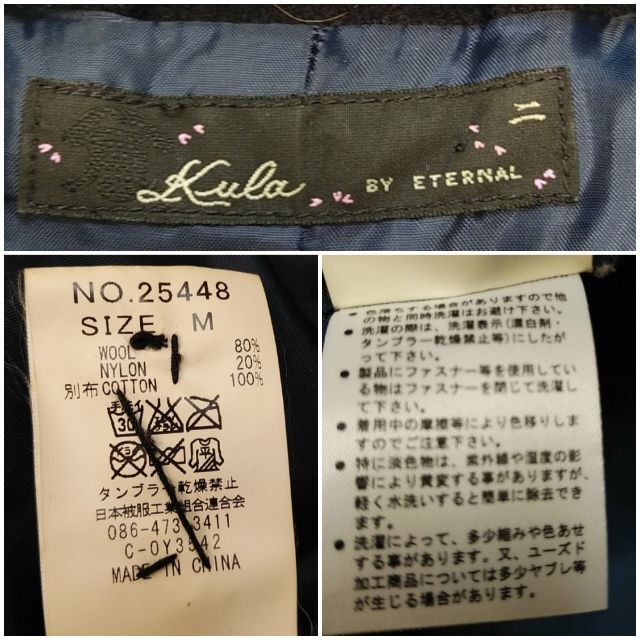 Kula BY ETERNAL
11
NO.25448
SIZE M
WOOL 80%
NYLON 20%
別布 COTTON 100%
タンブラー乾燥禁止
日本被服工業組合連合会
086-473-3411
C-0Y3542
MADE IN CHINA
色落ちする場合がありますので他
の物と同時洗濯はお避け下さい。
● 洗濯の際は、洗濯表示(漂白剤・
タンブラー乾燥禁止等)にしたが
って下さい。
● 製品にファスナー等を使用してい
る物はファスナーを閉じて洗濯し
て下さい。
● 着用中の摩擦等により色移りしま
すのでご注意下さい。
● 特に淡色物は、紫外線や湿度の影
響により黄変する事がありますが、
軽く水洗いすると簡単に除去でき
ます。
● 洗濯によって、多少縮みや色あせ
する事があります。又、ユーズド
加工商品については多少ヤブレ等
が生じる場合があります。